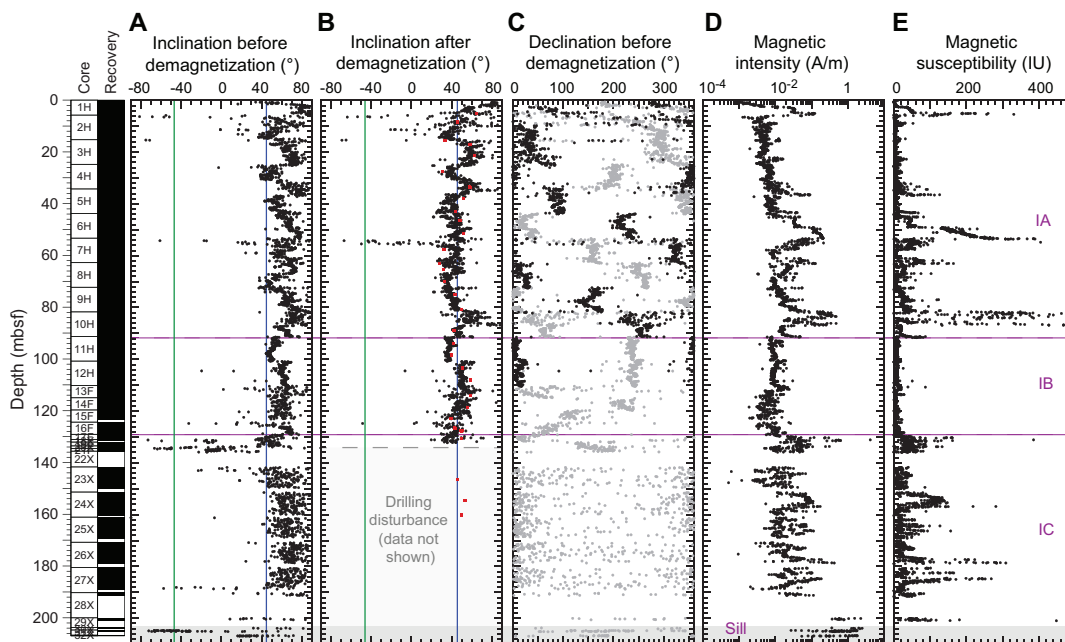 A B C D E
Inclination before demagnetization (°)
Inclination after demagnetization (°)
Declination before demagnetization (°)
Magnetic intensity (A/m)
Magnetic susceptibility (IU)
Core
Recovery
-80 -40 0 40 80
-80 -40 0 40 80
0 100 200 300
10⁻⁴ 10⁻² 1
0 200 400
Depth (mbsf)
0
20
40
60
80
100
120
140
160
180
200
1H
2H
3H
4H
5H
6H
7H
8H
9H
10H
11H
12H
13F
14F
15F
16F
22X
23X
24X
25X
26X
27X
28X
29X
32X
Drilling
disturbance
(data not
shown)
IA
IB
IC
Sill